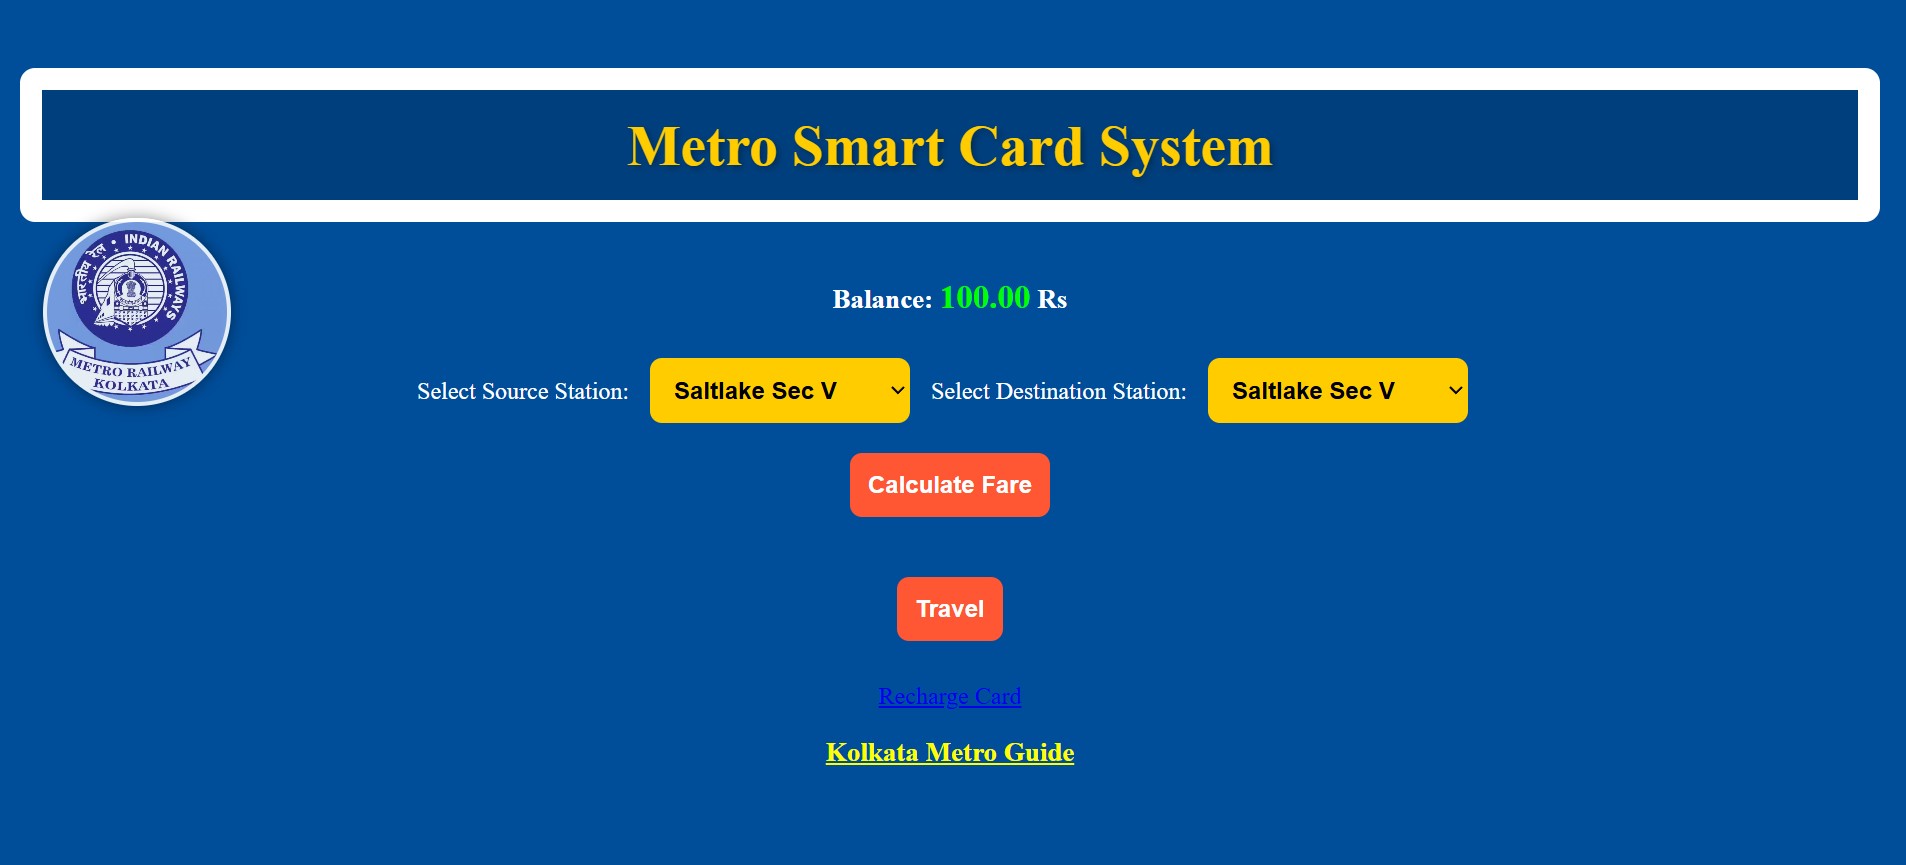 Metro Smart Card System
भारतीय रेल • INDIAN RAILWAYS
METRO RAILWAY
KOLKATA
Balance: 100.00 Rs
Select Source Station: Saltlake Sec V Select Destination Station: Saltlake Sec V
Calculate Fare
Travel
Recharge Card
Kolkata Metro Guide